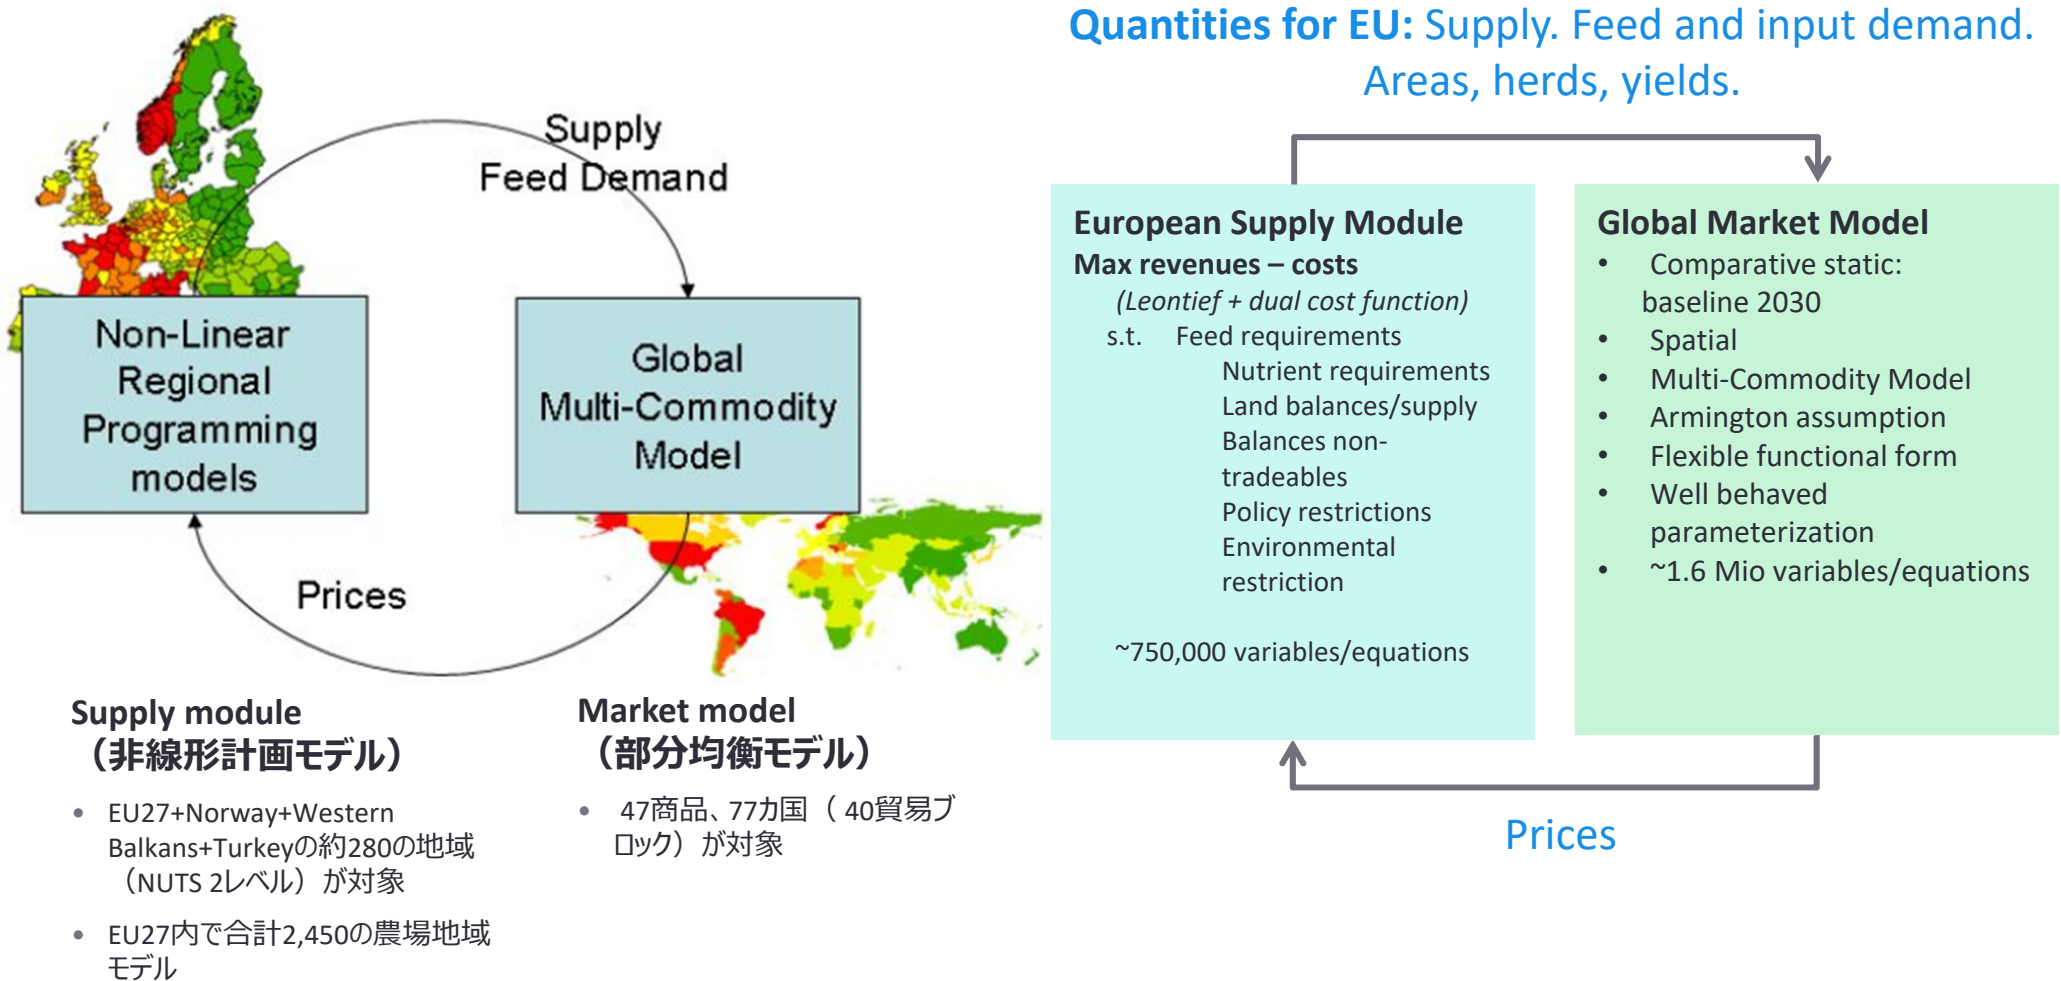 Supply
Feed Demand
Non-Linear
Regional
Programming
models
Global
Multi-Commodity
Model
Prices
Supply module
（非線形計画モデル）
• EU27+Norway+Western
Balkans+Turkeyの約280の地域
（NUTS 2レベル）が対象
• EU27内で合計2,450の農場地域
モデル
Market model
（部分均衡モデル）
• 47商品、77カ国（ 40貿易ブ
ロック）が対象
Quantities for EU: Supply. Feed and input demand.
Areas, herds, yields.
European Supply Module
Max revenues – costs
(Leontief + dual cost function)
s.t. Feed requirements
Nutrient requirements
Land balances/supply
Balances non-
tradeables
Policy restrictions
Environmental
restriction
~750,000 variables/equations
Global Market Model
• Comparative static:
baseline 2030
• Spatial
• Multi-Commodity Model
• Armington assumption
• Flexible functional form
• Well behaved
parameterization
• ~1.6 Mio variables/equations
Prices